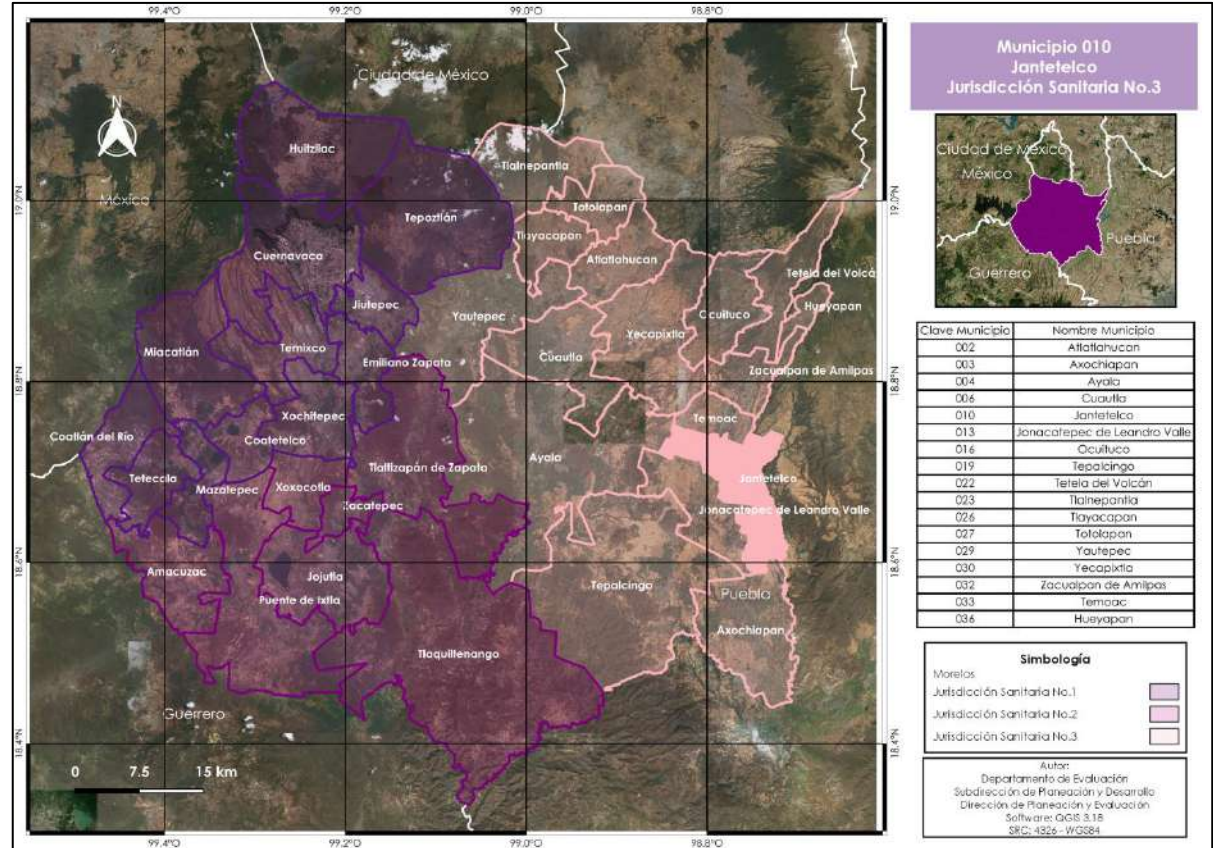 99.4°O 99.2°O 99.0°O 98.8°O
Ciudad de México
N
Huitzilac
Tlalnepantla
19.0°N 19.0°N
México
Totolapan
Tepoztlán
Tlayacapan
Cuernavaca
Atlatlahucan
Tetela del Volcá
Jiutepec
Hueyapan
Yautepec
Ocuituco
Yecapixtla
Miacatlán
Temixco
Cuautla
Emiliano Zapata
Zacualpan de Amilpas
18.8°N 18.8°N
Xochitepec
Temoac
Coatlán del Río
Coatetelco
Ayala
Tlaltizapán de Zapata
Tetecala
Mazatepec
Jantetelco
Xoxocotla
Zacatepec
Jonacatepec de Leandro Valle
18.6°N 18.6°N
Amacuzac
Jojutla
Tepalcingo
Puebla
Puente de Ixtla
Axochiapan
Tlaquiltenango
Guerrero
18.4°N 18.4°N
0 7.5 15 km
99.4°O 99.2°O 99.0°O 98.8°O
Municipio 010
Jantetelco
Jurisdicción Sanitaria No.3
Ciudad de México
México
Puebla
Guerrero
Clave Municipio Nombre Municipio
002 Atlatlahucan
003 Axochiapan
004 Ayala
006 Cuautla
010 Jantetelco
013 Jonacatepec de Leandro Valle
016 Ocuituco
019 Tepalcingo
022 Tetela del Volcán
023 Tlalnepantla
026 Tlayacapan
027 Totolapan
029 Yautepec
030 Yecapixtla
032 Zacualpan de Amilpas
033 Temoac
036 Hueyapan
Simbología
Morelos
Jurisdicción Sanitaria No.1
Jurisdicción Sanitaria No.2
Jurisdicción Sanitaria No.3
Autor:
Departamento de Evaluación
Subdirección de Planeación y Desarrollo
Dirección de Planeación y Evaluación
Software: QGIS 3.18
SRC: 4326 - WGS84